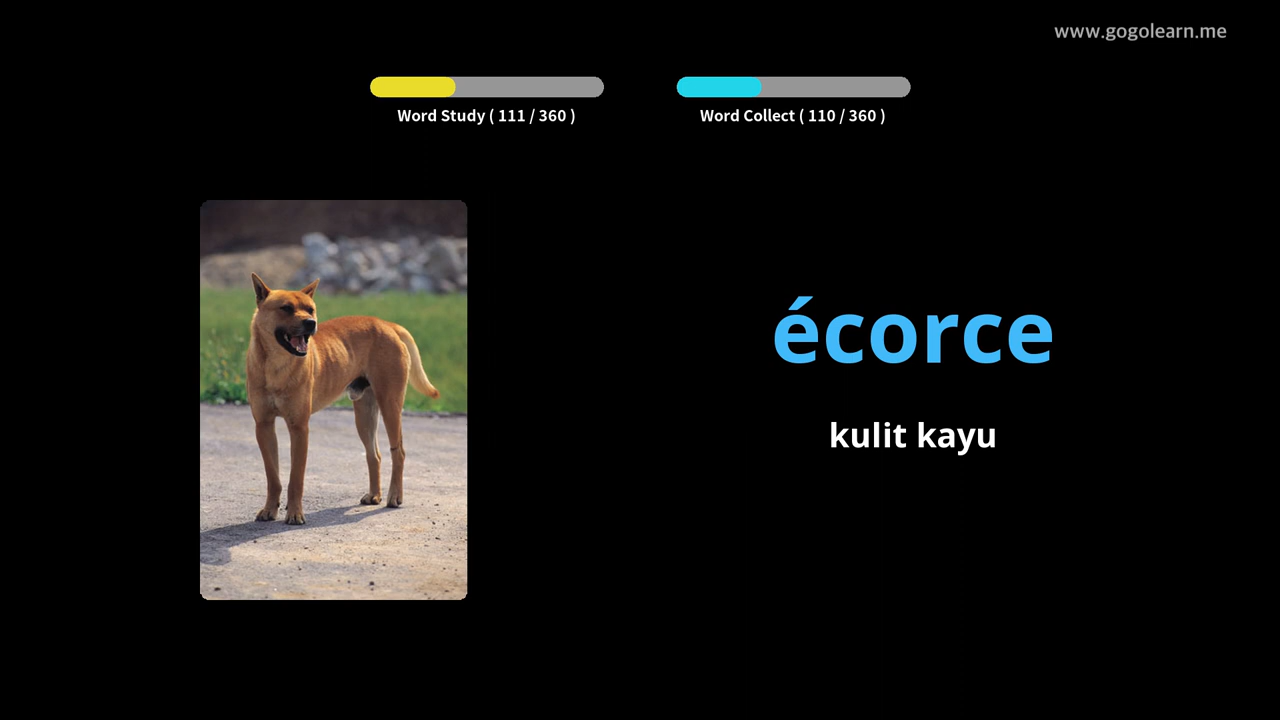 www.gogolearn.me
Word Study ( 111 / 360 )
Word Collect ( 110 / 360 )
écorce
kulit kayu